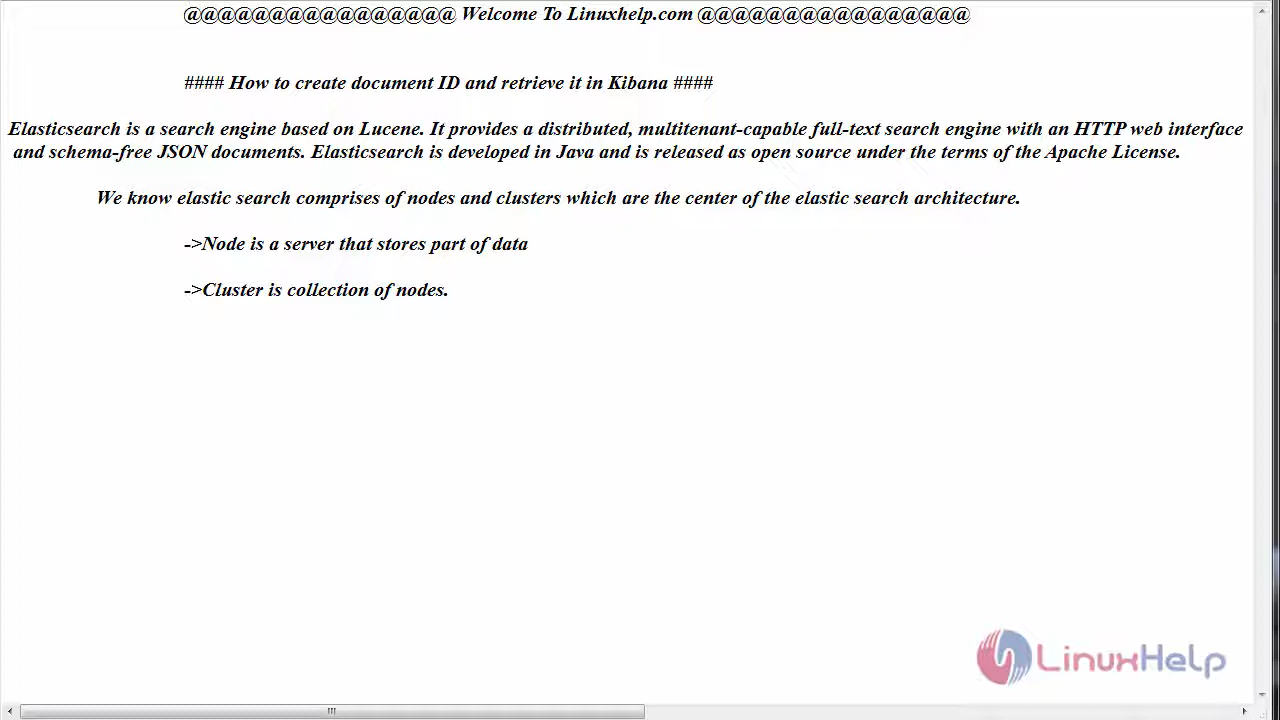 @@@@@@@@@@@@@@@@ Welcome To Linuxhelp.com @@@@@@@@@@@@@@@@
#### How to create document ID and retrieve it in Kibana ####
Elasticsearch is a search engine based on Lucene. It provides a distributed, multitenant-capable full-text search engine with an HTTP web interface
and schema-free JSON documents. Elasticsearch is developed in Java and is released as open source under the terms of the Apache License.
We know elastic search comprises of nodes and clusters which are the center of the elastic search architecture.
->Node is a server that stores part of data
->Cluster is collection of nodes.
LinuxHelp